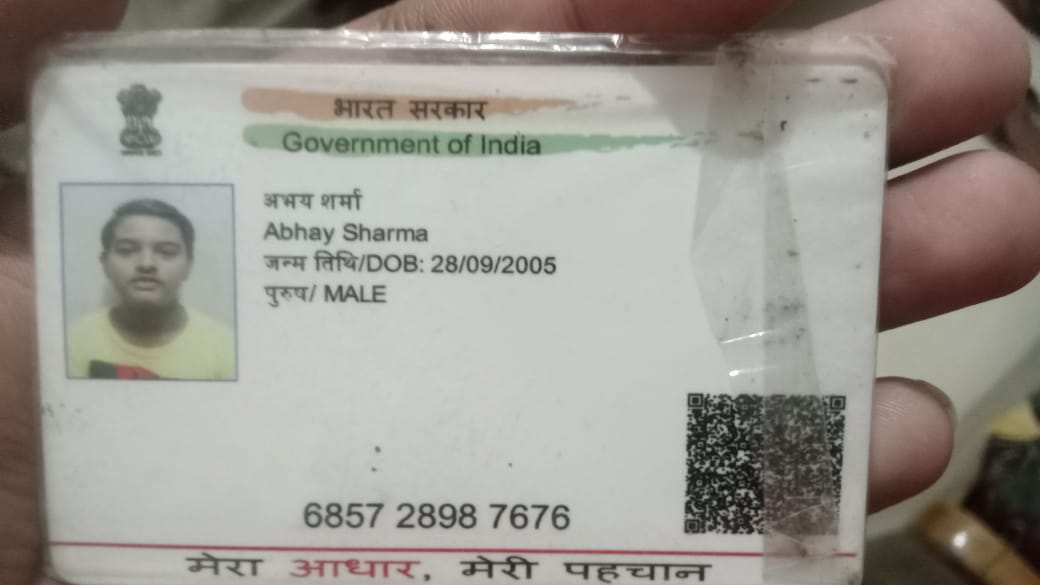 भारत सरकार
Government of India
अभय शर्मा
Abhay Sharma
जन्म तिथि/DOB: 28/09/2005
पुरुष/ MALE
6857 2898 7676
मेरा आधार, मेरी पहचान